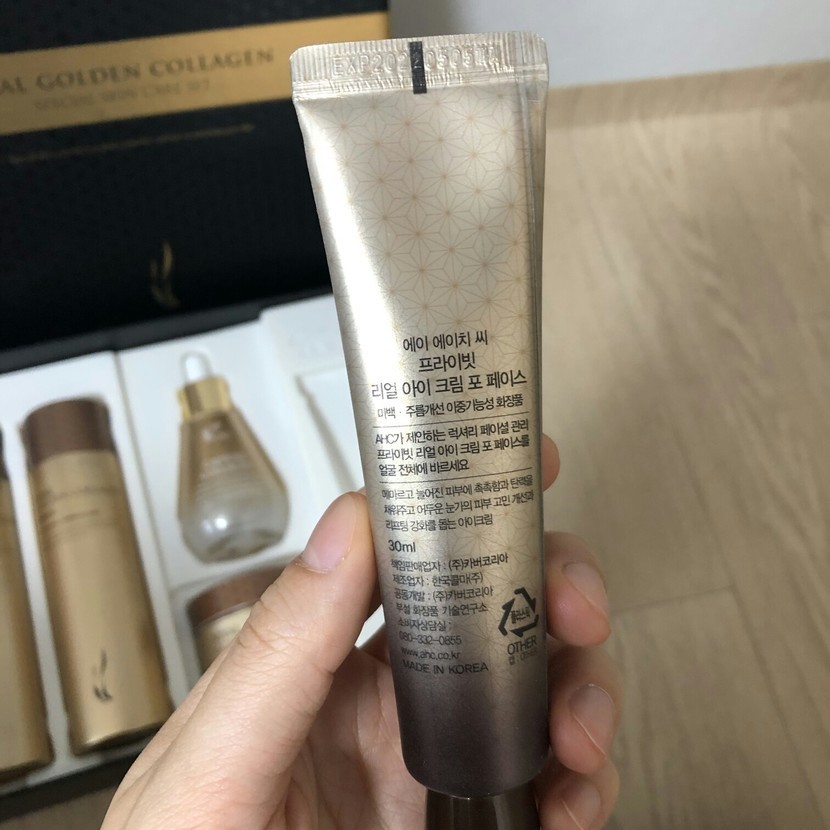 AL GOLDEN COLLAGEN
SPECIAL SKIN CARE SET
에이 에이치 씨
프라이빗
리얼 아이 크림 포 페이스
미백 · 주름개선 이중기능성 화장품
AHC가 제안하는 럭셔리 페이셜 관리
프라이빗 리얼 아이 크림 포 페이스를
얼굴 전체에 바르세요
메마르고 늘어진 피부에 촉촉함과 탄력을
채워주고 어두운 눈가의 피부 고민 개선과
리프팅 강화를 돕는 아이크림
30ml
책임판매업자 : (주)카버코리아
제조업자 : 한국콜마(주)
공동개발 : (주)카버코리아
부설 화장품 기술연구소
소비자상담실 :
080-332-0855
www.ahc.co.kr
MADE IN KOREA
플라스틱
OTHER